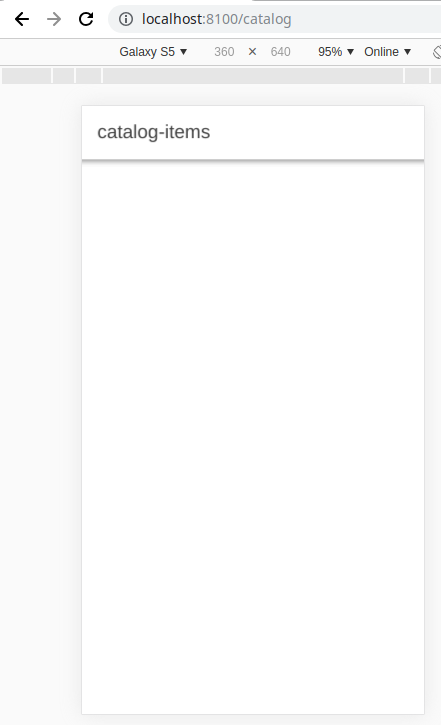 localhost:8100/catalog
Galaxy S5 ▼ 360 × 640 95% ▼ Online ▼
catalog-items